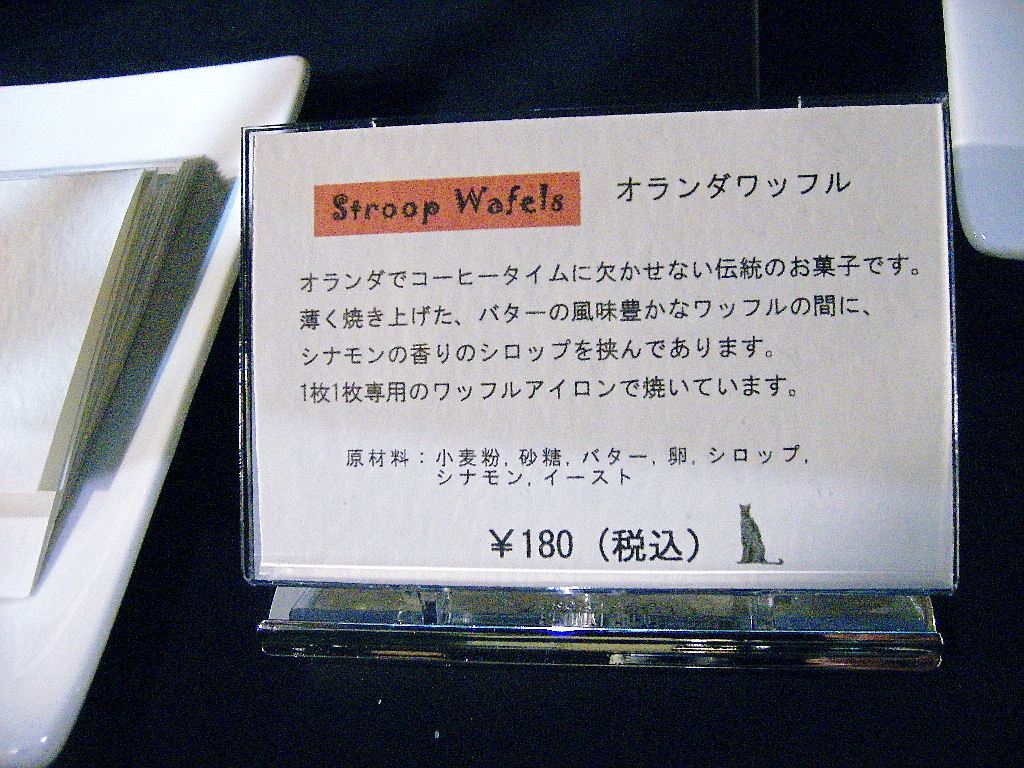 Stroop Wafels オランダワッフル
オランダでコーヒータイムに欠かせない伝統のお菓子です。
薄く焼き上げた、バターの風味豊かなワッフルの間に、
シナモンの香りのシロップを挟んであります。
1枚1枚専用のワッフルアイロンで焼いています。
原材料：小麦粉, 砂糖, バター, 卵, シロップ,
シナモン, イースト
￥180（税込）